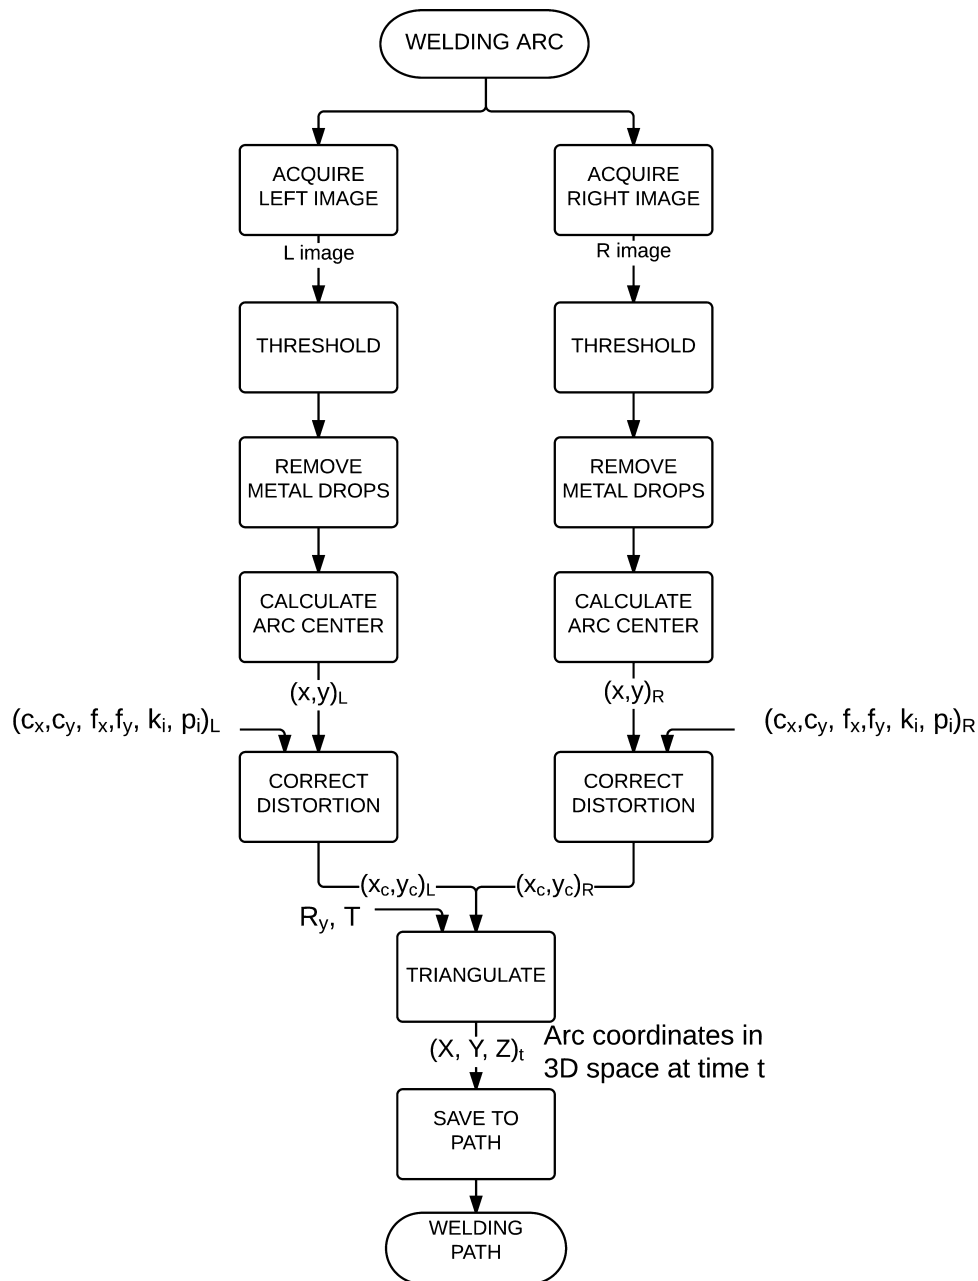 WELDING ARC
ACQUIRE
LEFT IMAGE
ACQUIRE
RIGHT IMAGE
L image
R image
THRESHOLD
THRESHOLD
REMOVE
METAL DROPS
REMOVE
METAL DROPS
CALCULATE
ARC CENTER
CALCULATE
ARC CENTER
(x,y)L
(x,y)R
(cx,cy, fx,fy, ki, pi)L
(cx,cy, fx,fy, ki, pi)R
CORRECT
DISTORTION
CORRECT
DISTORTION
(xc,yc)L
(xc,yc)R
Ry, T
TRIANGULATE
(X, Y, Z)t
Arc coordinates in
3D space at time t
SAVE TO
PATH
WELDING
PATH